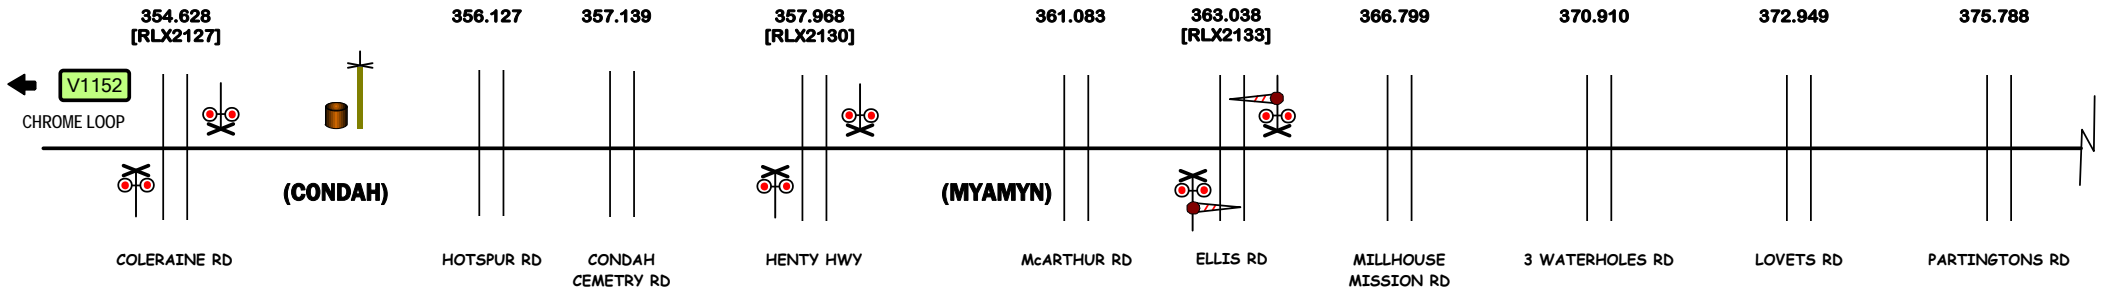 354.628
[RLX2127]
356.127
357.139
357.968
[RLX2130]
361.083
363.038
[RLX2133]
366.799
370.910
372.949
375.788
V1152
CHROME LOOP
(CONDAH)
(MYAMYN)
COLERAINE RD
HOTSPUR RD
CONDAH
CEMETRY RD
HENTY HWY
McARTHUR RD
ELLIS RD
MILLHOUSE
MISSION RD
3 WATERHOLES RD
LOVETS RD
PARTINGTONS RD